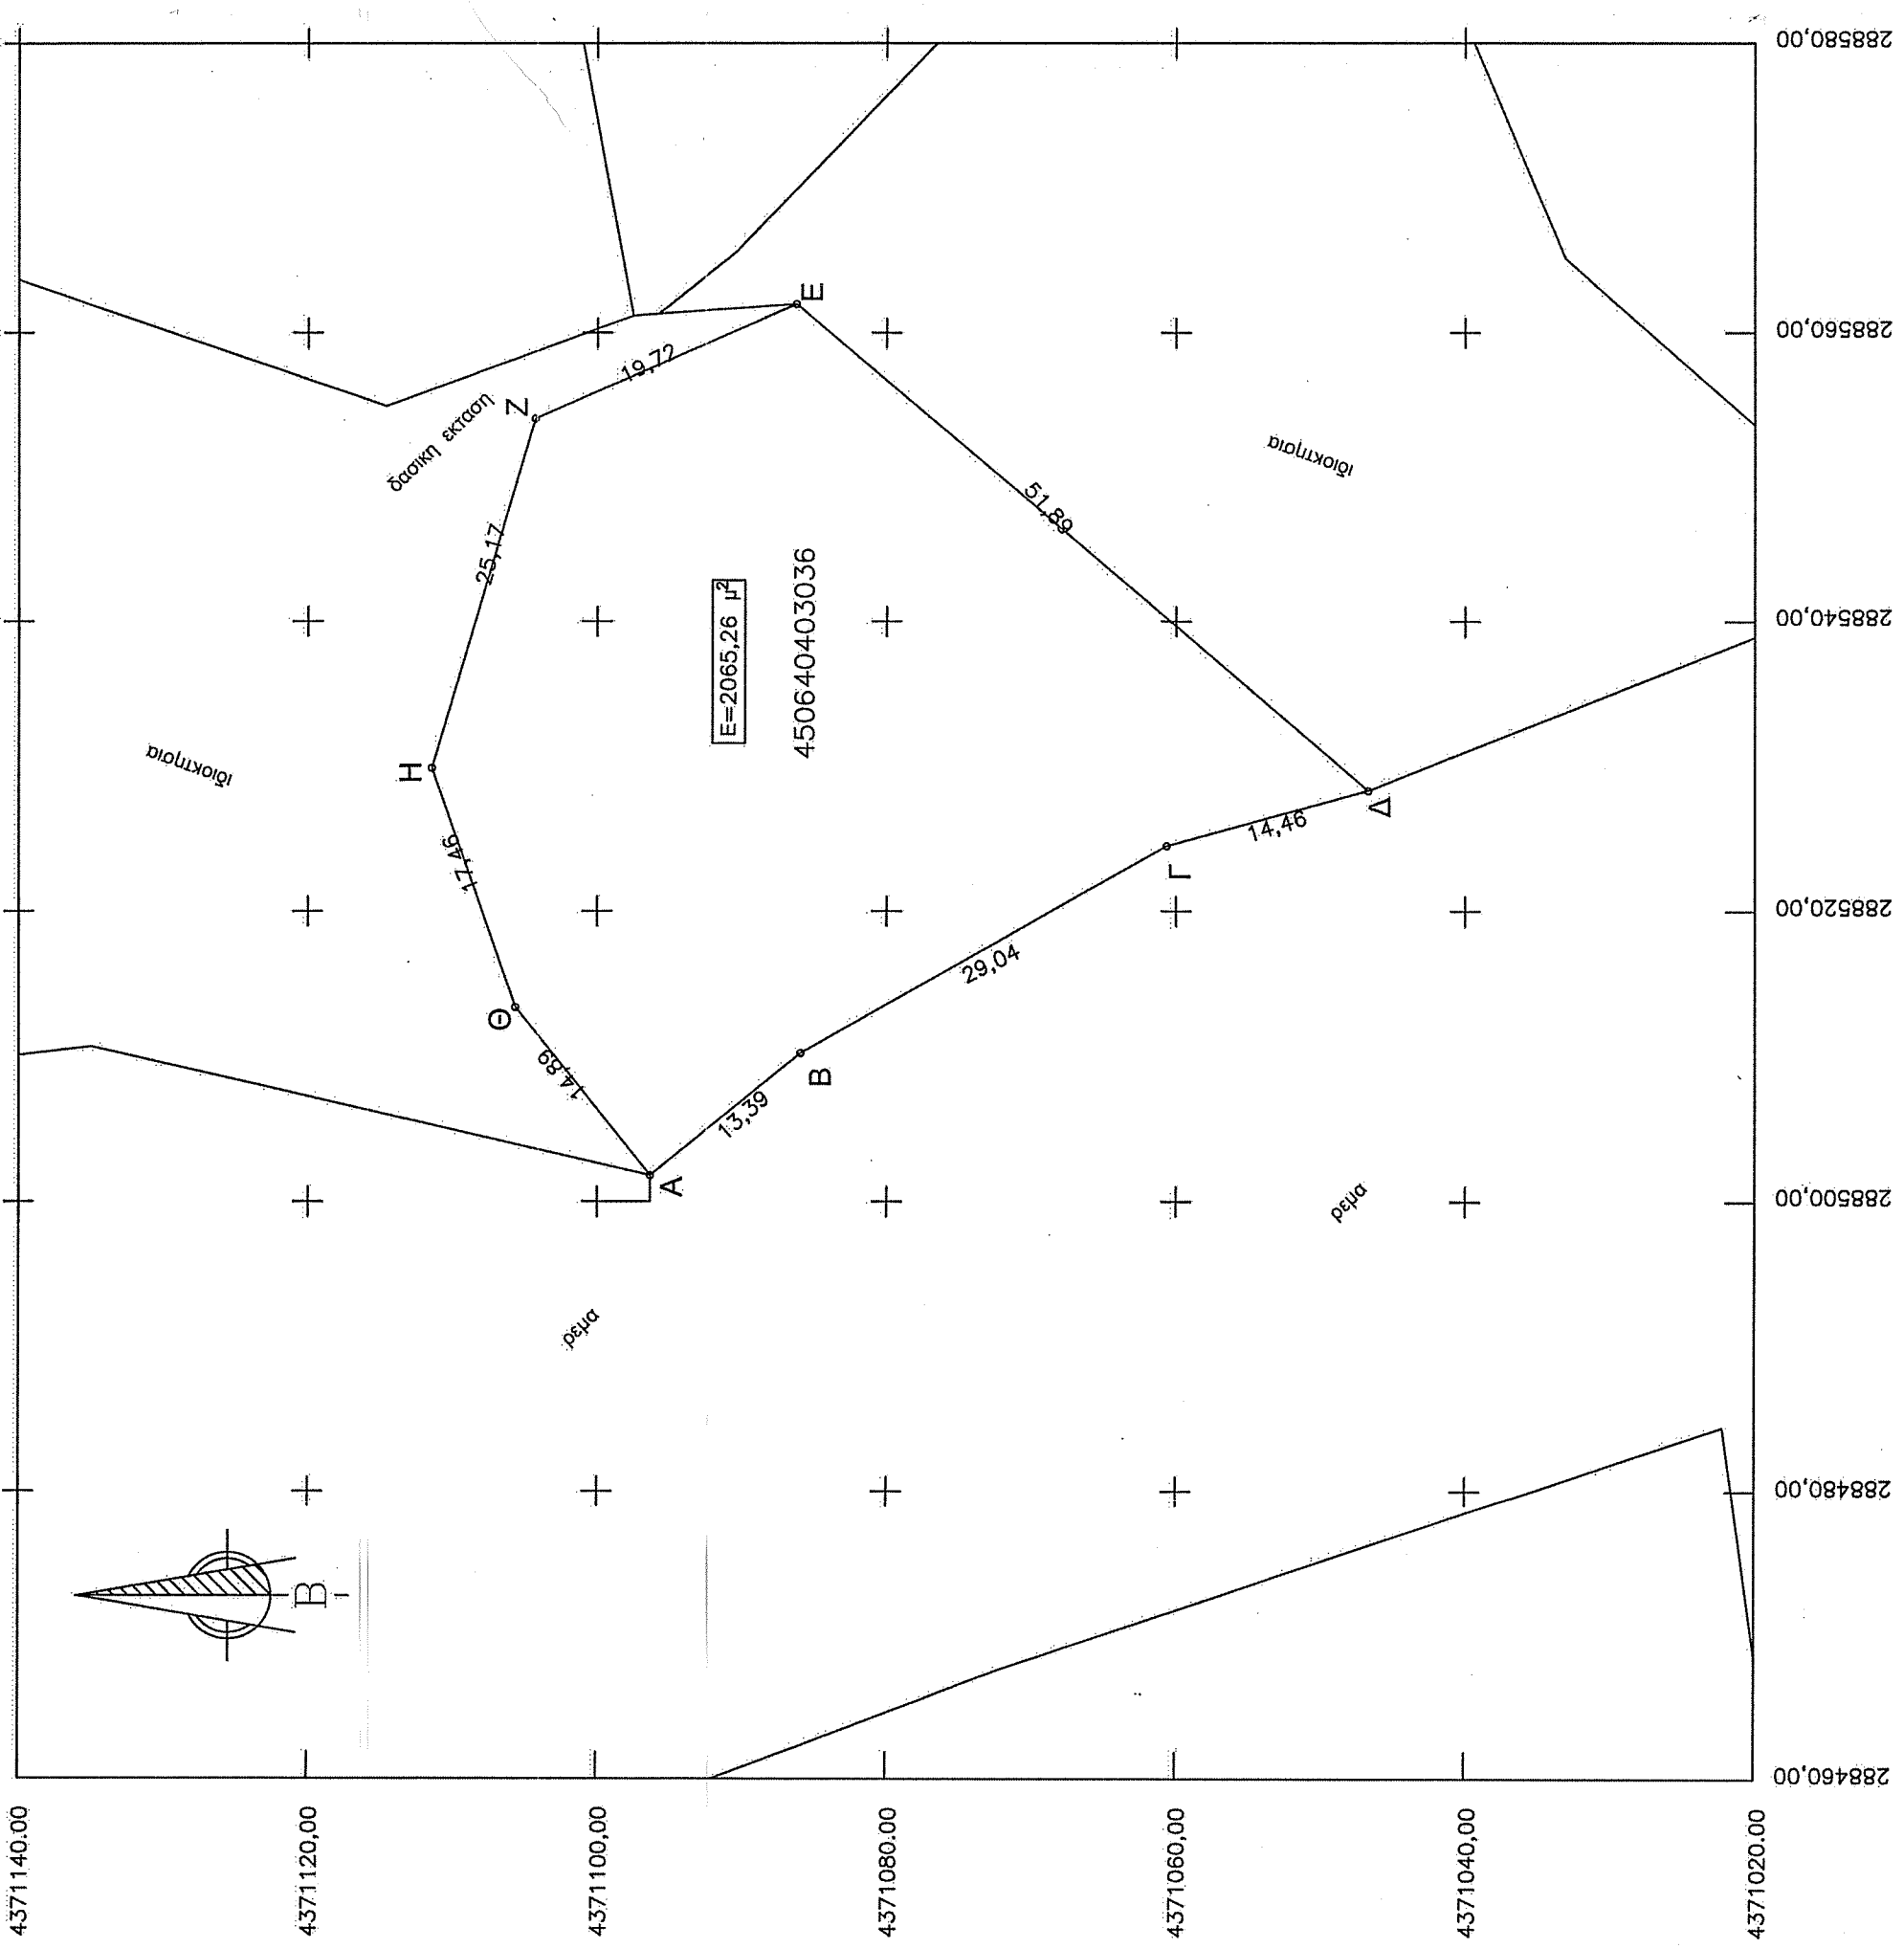 4371140.00
4371120,00
4371100,00
4371080.00
4371060,00
4371040,00
4371020.00
288580,00
288560,00
288540,00
288520,00
288500,00
288480,00
288460,00
B
ιδιοκτησια
δασικη εκταση
Z
19,72
E
25,17
H
17,46
Θ
14,89
A
13,39
B
29,04
Γ
14,46
Δ
51,89
E=2065,26 μ²
45064043036
ιδιοκτησια
ρεμα
ρεμα